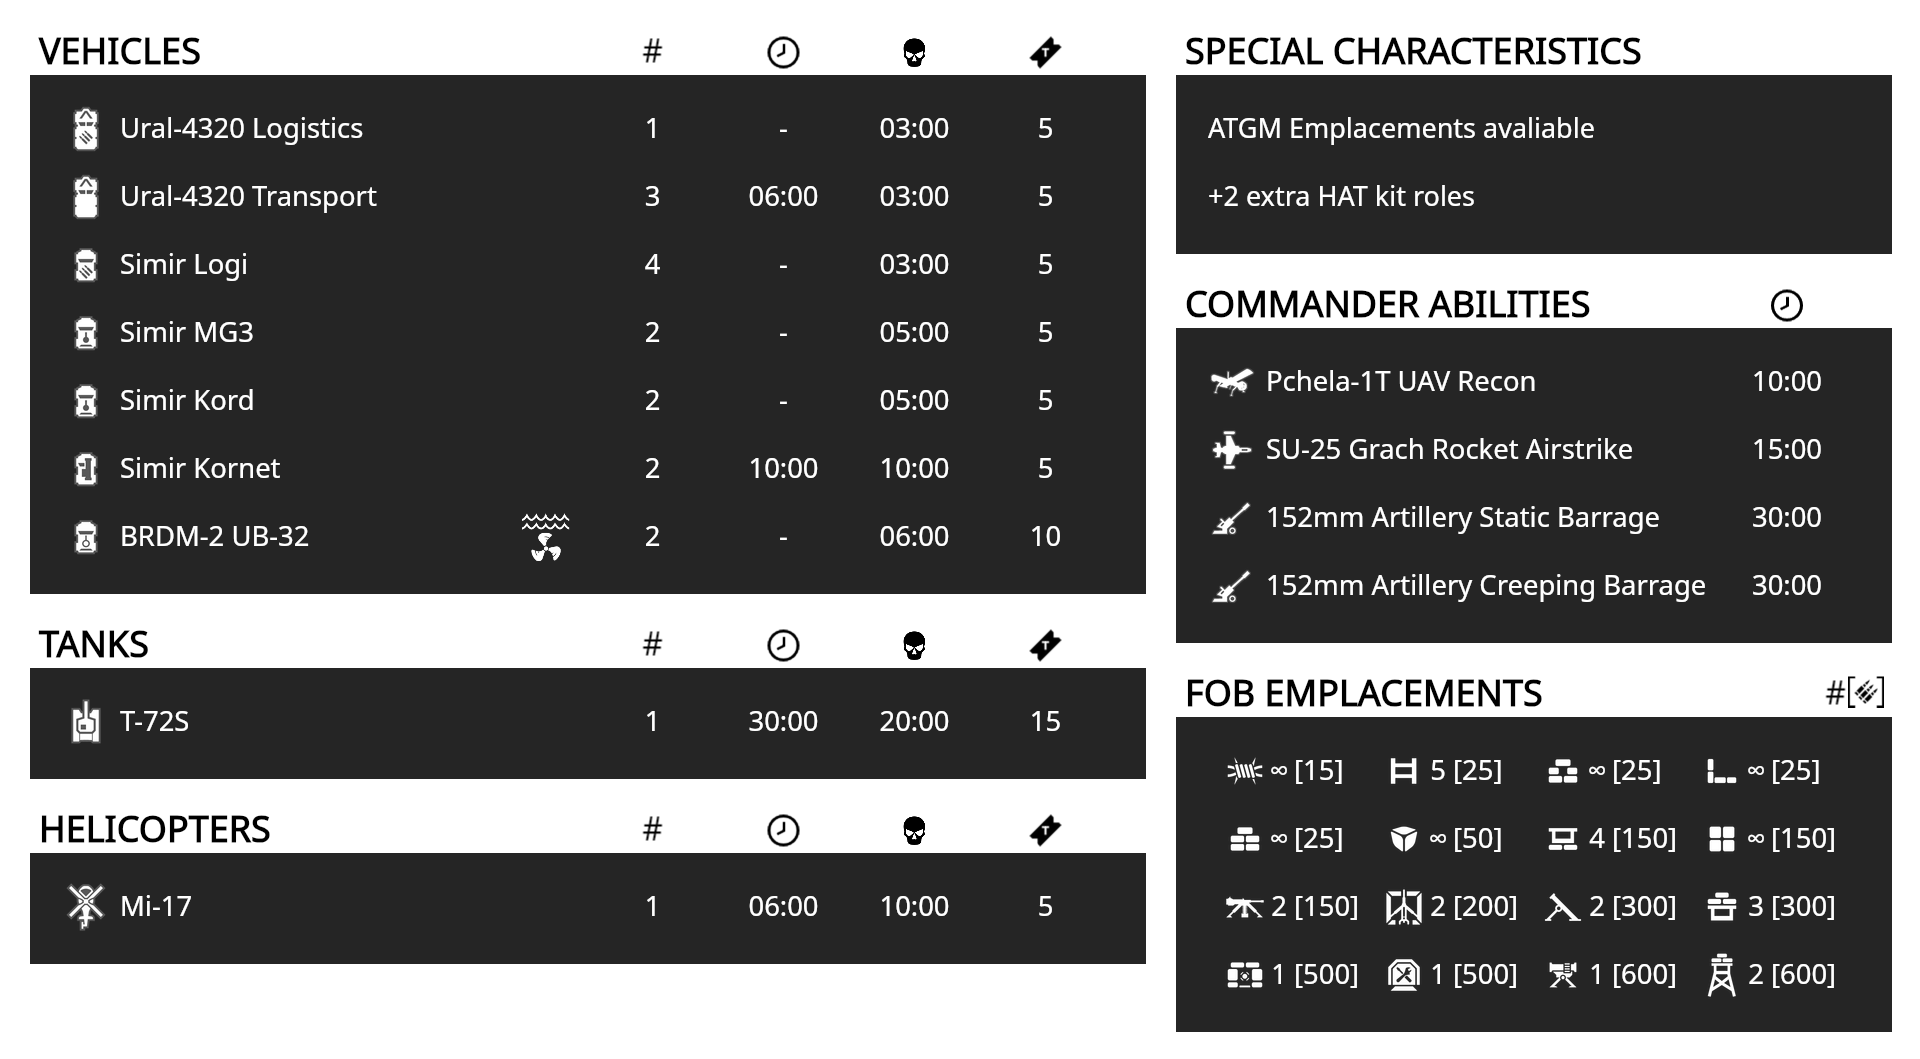 VEHICLES #
Ural-4320 Logistics 1 - 03:00 5
Ural-4320 Transport 3 06:00 03:00 5
Simir Logi 4 - 03:00 5
Simir MG3 2 - 05:00 5
Simir Kord 2 - 05:00 5
Simir Kornet 2 10:00 10:00 5
BRDM-2 UB-32 2 - 06:00 10
TANKS #
T-72S 1 30:00 20:00 15
HELICOPTERS #
Mi-17 1 06:00 10:00 5
SPECIAL CHARACTERISTICS
ATGM Emplacements avaliable
+2 extra HAT kit roles
COMMANDER ABILITIES
Pchela-1T UAV Recon 10:00
SU-25 Grach Rocket Airstrike 15:00
152mm Artillery Static Barrage 30:00
152mm Artillery Creeping Barrage 30:00
FOB EMPLACEMENTS #[]
∞ [15] 5 [25] ∞ [25] ∞ [25]
∞ [25] ∞ [50] 4 [150] ∞ [150]
2 [150] 2 [200] 2 [300] 3 [300]
1 [500] 1 [500] 1 [600] 2 [600]